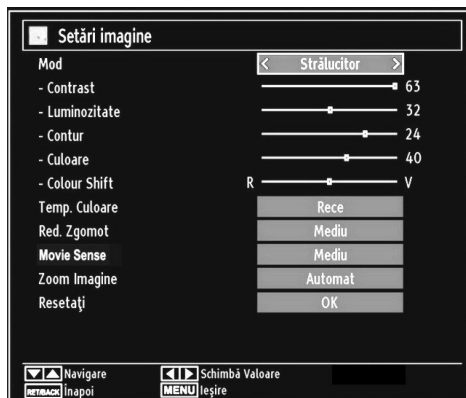 Setări imagine
Mod < Strălucitor >
- Contrast 63
- Luminozitate 32
- Contur 24
- Culoare 40
- Colour Shift R V
Temp. Culoare Rece
Red. Zgomot Mediu
Movie Sense Mediu
Zoom Imagine Automat
Resetaţi OK
Navigare Schimbă Valoare
RET/BACK Înapoi MENU Ieşire